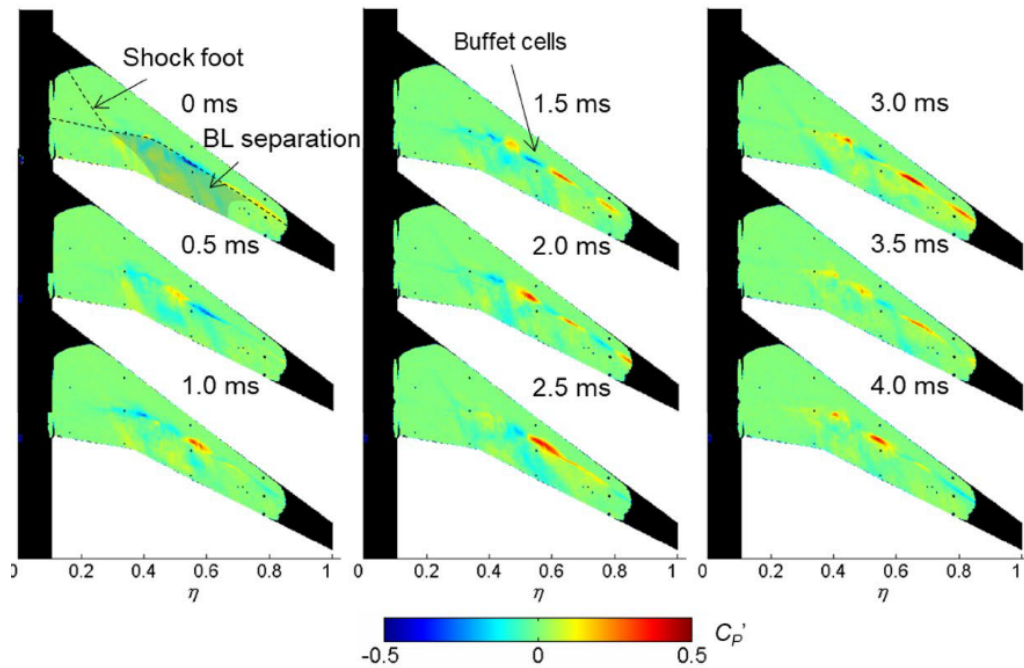 Shock foot
0 ms
BL separation
0.5 ms
1.0 ms
0 0.2 0.4 0.6 0.8 1
η
Buffet cells
1.5 ms
2.0 ms
2.5 ms
0 0.2 0.4 0.6 0.8 1
η
3.0 ms
3.5 ms
4.0 ms
0 0.2 0.4 0.6 0.8 1
η
-0.5 0 0.5
CP'